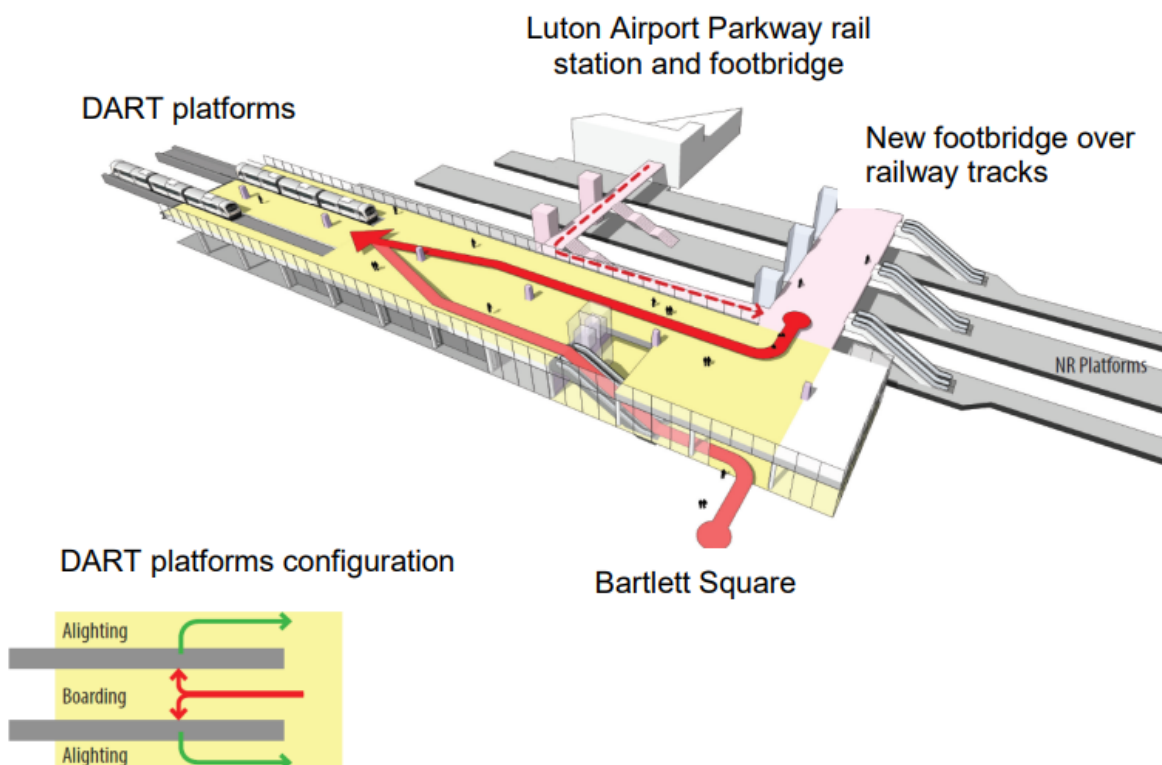 Luton Airport Parkway rail
station and footbridge
DART platforms
New footbridge over
railway tracks
NR Platforms
Bartlett Square
DART platforms configuration
Alighting
Boarding
Alighting